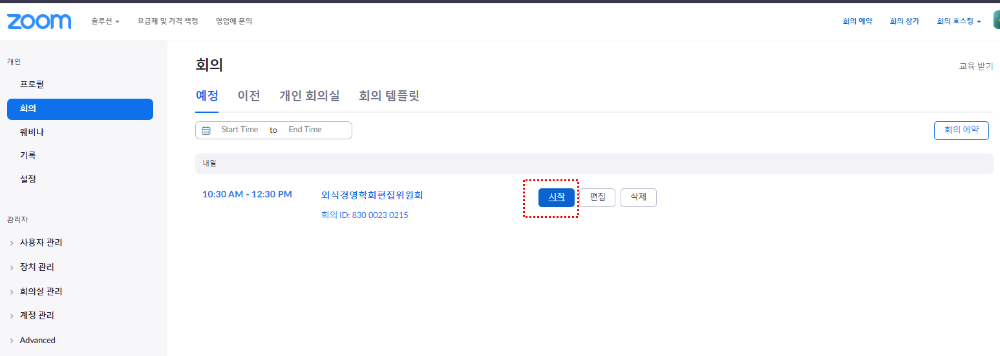 zoom 솔루션 요금제 및 가격 책정 영업에 문의 회의 예약 회의 참가 회의 호스팅
개인
프로필
회의
웨비나
기록
설정
관리자
사용자 관리
장치 관리
회의실 관리
계정 관리
Advanced
회의 교육 받기
예정 이전 개인 회의실 회의 템플릿
Start Time to End Time 회의 예약
내일
10:30 AM - 12:30 PM 외식경영학회편집위원회 시작 편집 삭제
회의 ID: 830 0023 0215